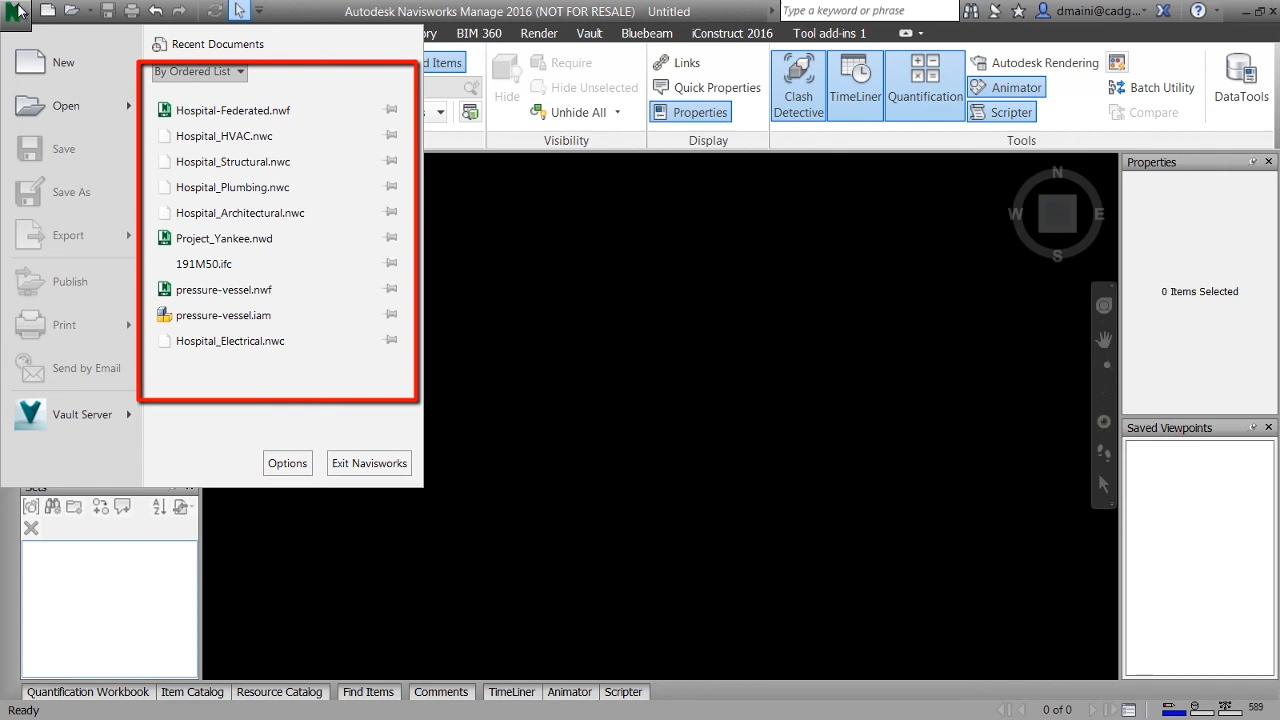 Autodesk Navisworks Manage 2016 (NOT FOR RESALE) Untitled
Type a keyword or phrase
dmaini@cadg...
ry BIM 360 Render Vault Bluebeam iConstruct 2016 Tool add-ins 1
Recent Documents
By Ordered List
New
Open
Save
Save As
Export
Publish
Print
Send by Email
Vault Server
Hospital-Federated.nwf
Hospital_HVAC.nwc
Hospital_Structural.nwc
Hospital_Plumbing.nwc
Hospital_Architectural.nwc
Project_Yankee.nwd
191M50.ifc
pressure-vessel.nwf
pressure-vessel.iam
Hospital_Electrical.nwc
Options
Exit Navisworks
d Items
Hide
Require
Hide Unselected
Unhide All
Visibility
Links
Quick Properties
Properties
Display
Clash Detective
TimeLiner
Quantification
Autodesk Rendering
Animator
Scripter
Batch Utility
Compare
Tools
DataTools
Properties
0 Items Selected
N
W E
S
Saved Viewpoints
Sets
Quantification Workbook Item Catalog Resource Catalog Find Items Comments TimeLiner Animator Scripter
Ready
0 of 0
589